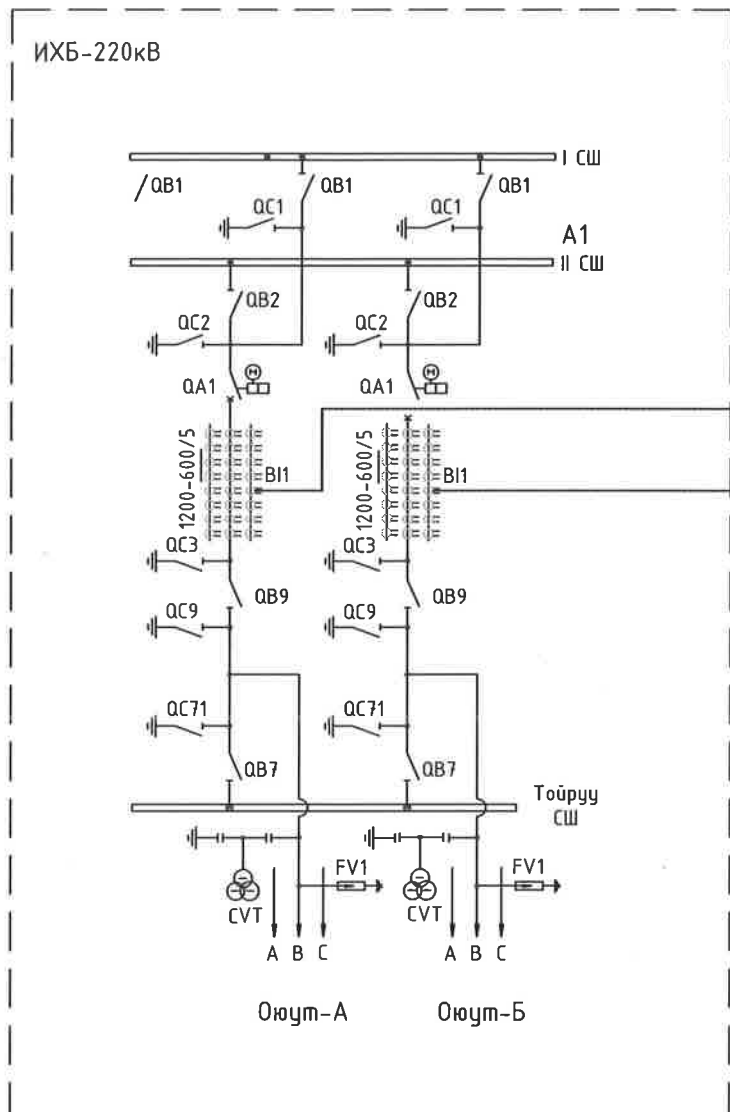 ИХБ-220кВ
I СШ
QB1
QB1
QB1
QC1
QC1
A1
II СШ
QB2
QB2
QC2
QC2
QA1
QA1
1200-600/5
BI1
1200-600/5
BI1
QC3
QC3
QB9
QB9
QC9
QC9
QC71
QC71
QB7
QB7
Тойруу
СШ
FV1
FV1
CVT
CVT
A B C
A B C
Оюут-А
Оюут-Б